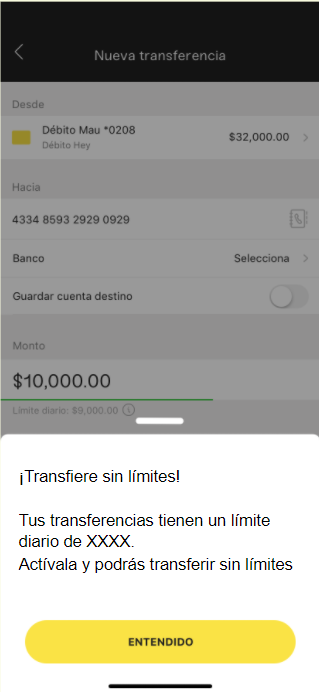 Nueva transferencia
Desde
Débito Mau *0208
$32,000.00
Débito Hey
Hacia
4334 8593 2929 0929
Banco
Selecciona
Guardar cuenta destino
Monto
$10,000.00
Límite diario: $9,000.00
¡Transfiere sin límites!
Tus transferencias tienen un límite
diario de XXXX.
Actívala y podrás transferir sin límites
ENTENDIDO